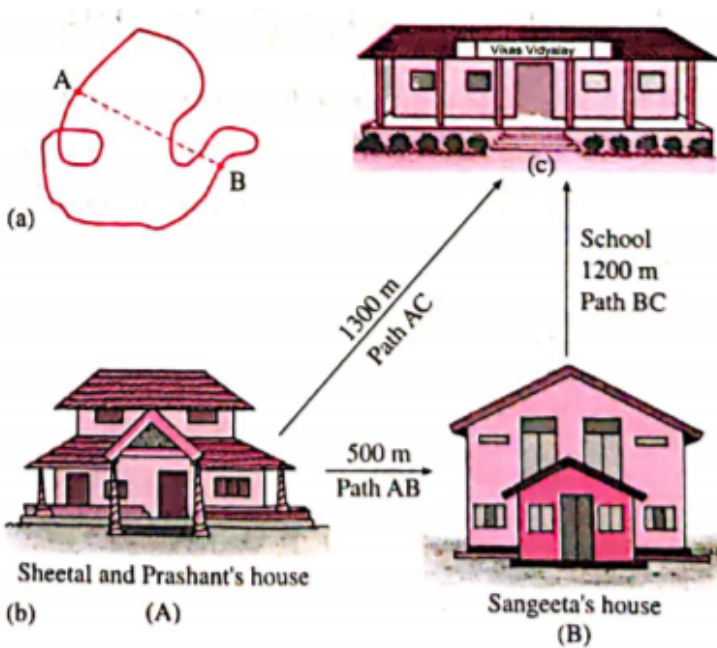 A
B
(a)
Vikas Vidyalay
(c)
School
1200 m
Path BC
1300 m
Path AC
500 m
Path AB
Sheetal and Prashant's house
(b)
(A)
Sangeeta's house
(B)